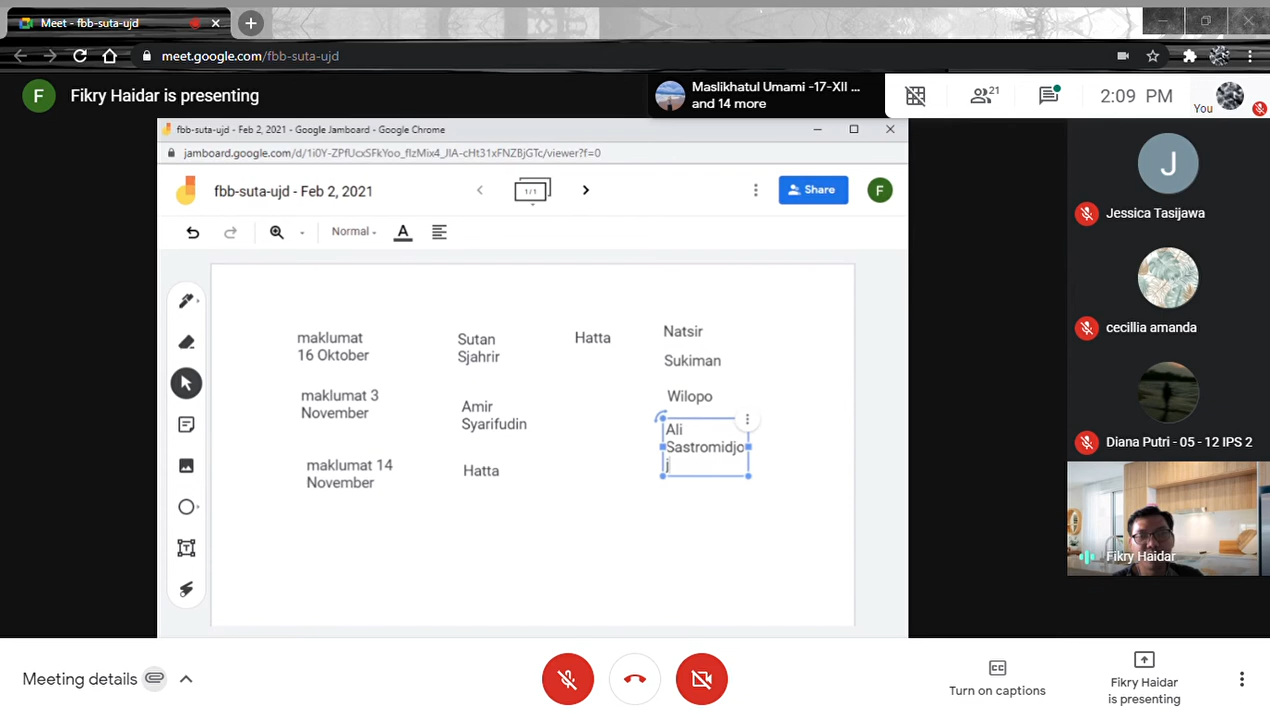 Meet - fbb-suta-ujd
meet.google.com/fbb-suta-ujd
F
Fikry Haidar is presenting
Maslikhatul Umami -17-XII ...
and 14 more
21
2:09 PM
You
fbb-suta-ujd - Feb 2, 2021 - Google Jamboard - Google Chrome
jamboard.google.com/d/1i0Y-ZPfUcxSFkYoo_flzMix4_JIA-cHt31xFNZBjGTc/viewer?f=0
fbb-suta-ujd - Feb 2, 2021
1/1
Share
F
Normal
A
maklumat
16 Oktober
Sutan
Sjahrir
Hatta
Natsir
Sukiman
maklumat 3
November
Amir
Syarifudin
Wilopo
Ali
Sastromidjo
j
maklumat 14
November
Hatta
J
Jessica Tasijawa
cecillia amanda
Diana Putri - 05 - 12 IPS 2
Fikry Haidar
Meeting details
CC
Turn on captions
Fikry Haidar
is presenting